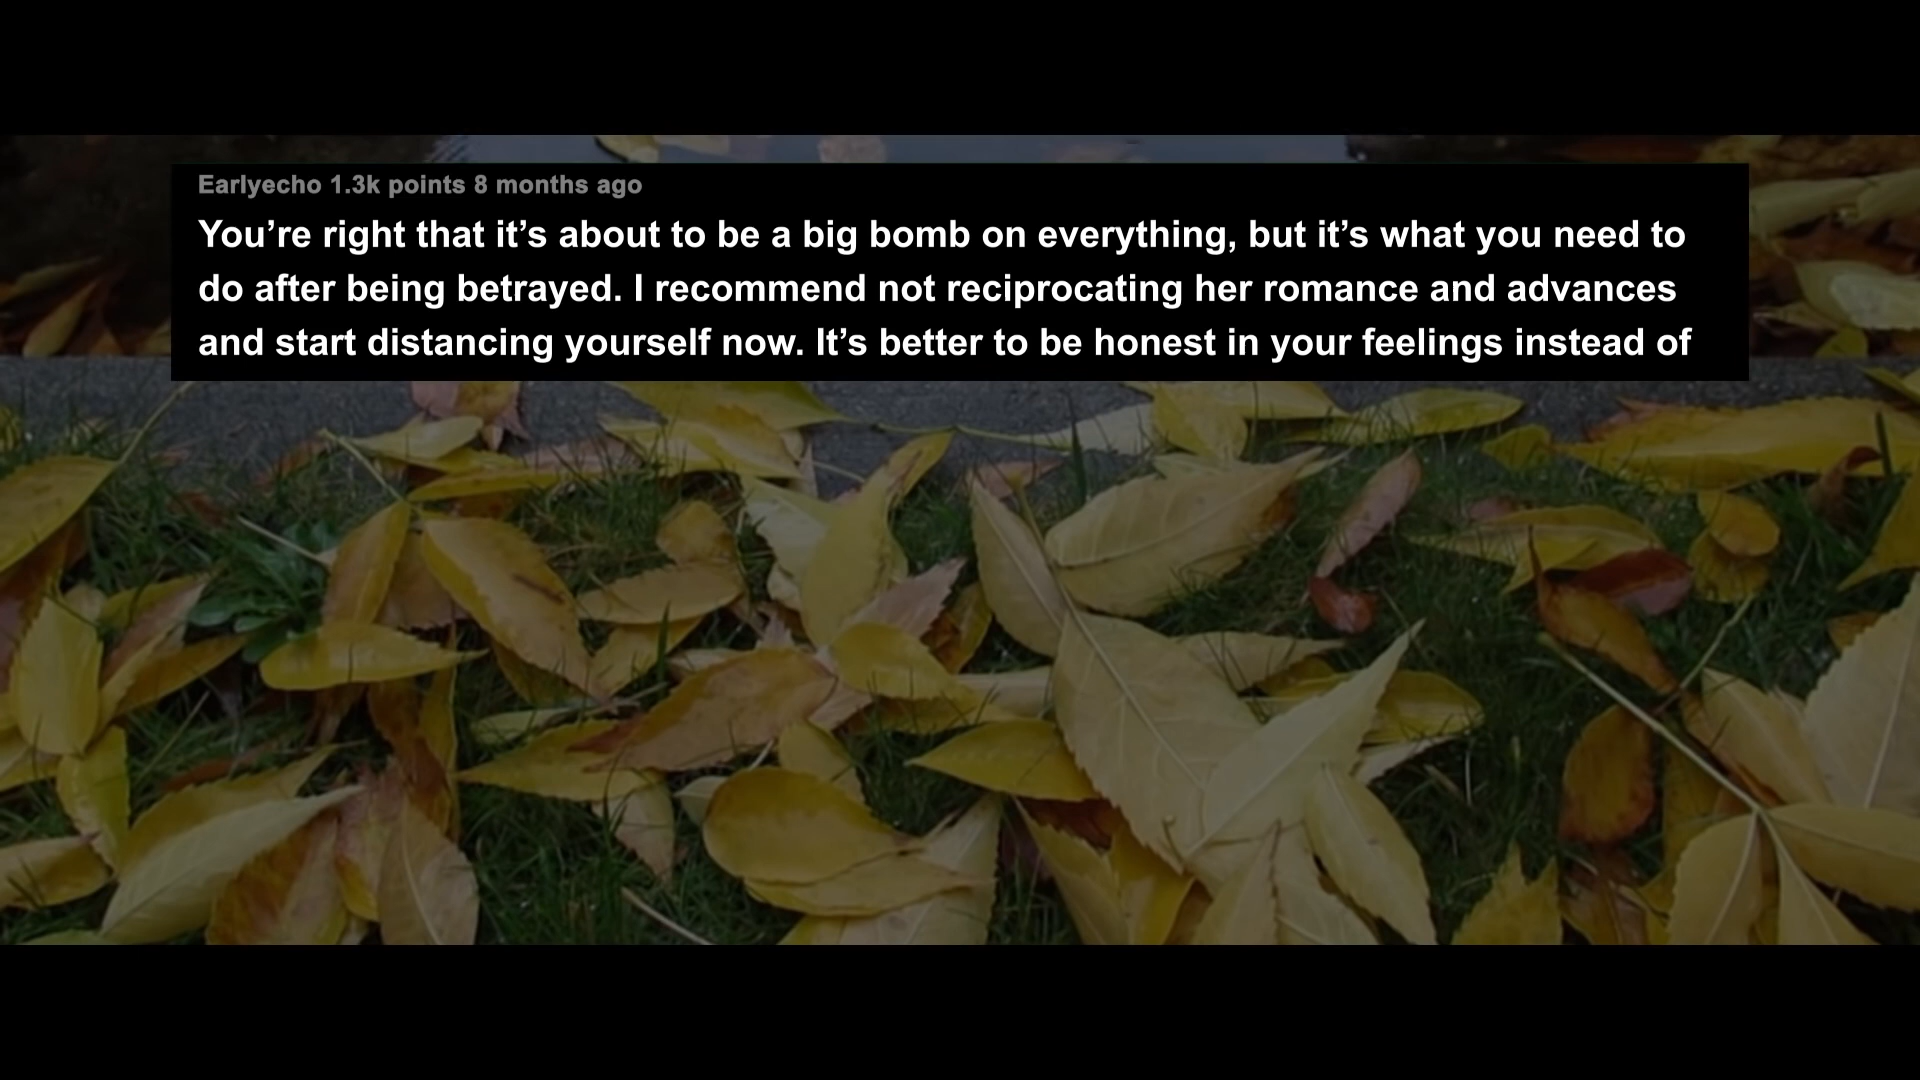 Earlyecho 1.3k points 8 months ago
You’re right that it’s about to be a big bomb on everything, but it’s what you need to
do after being betrayed. I recommend not reciprocating her romance and advances
and start distancing yourself now. It’s better to be honest in your feelings instead of